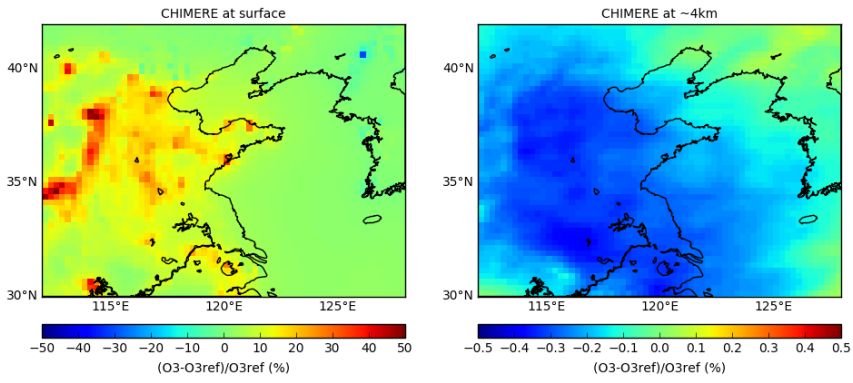 CHIMERE at surface
CHIMERE at ~4km
40°N
35°N
30°N
115°E 120°E 125°E
40°N
35°N
30°N
115°E 120°E 125°E
−50 −40 −30 −20 −10 0 10 20 30 40 50
(O3-O3ref)/O3ref (%)
−0.5 −0.4 −0.3 −0.2 −0.1 0.0 0.1 0.2 0.3 0.4 0.5
(O3-O3ref)/O3ref (%)